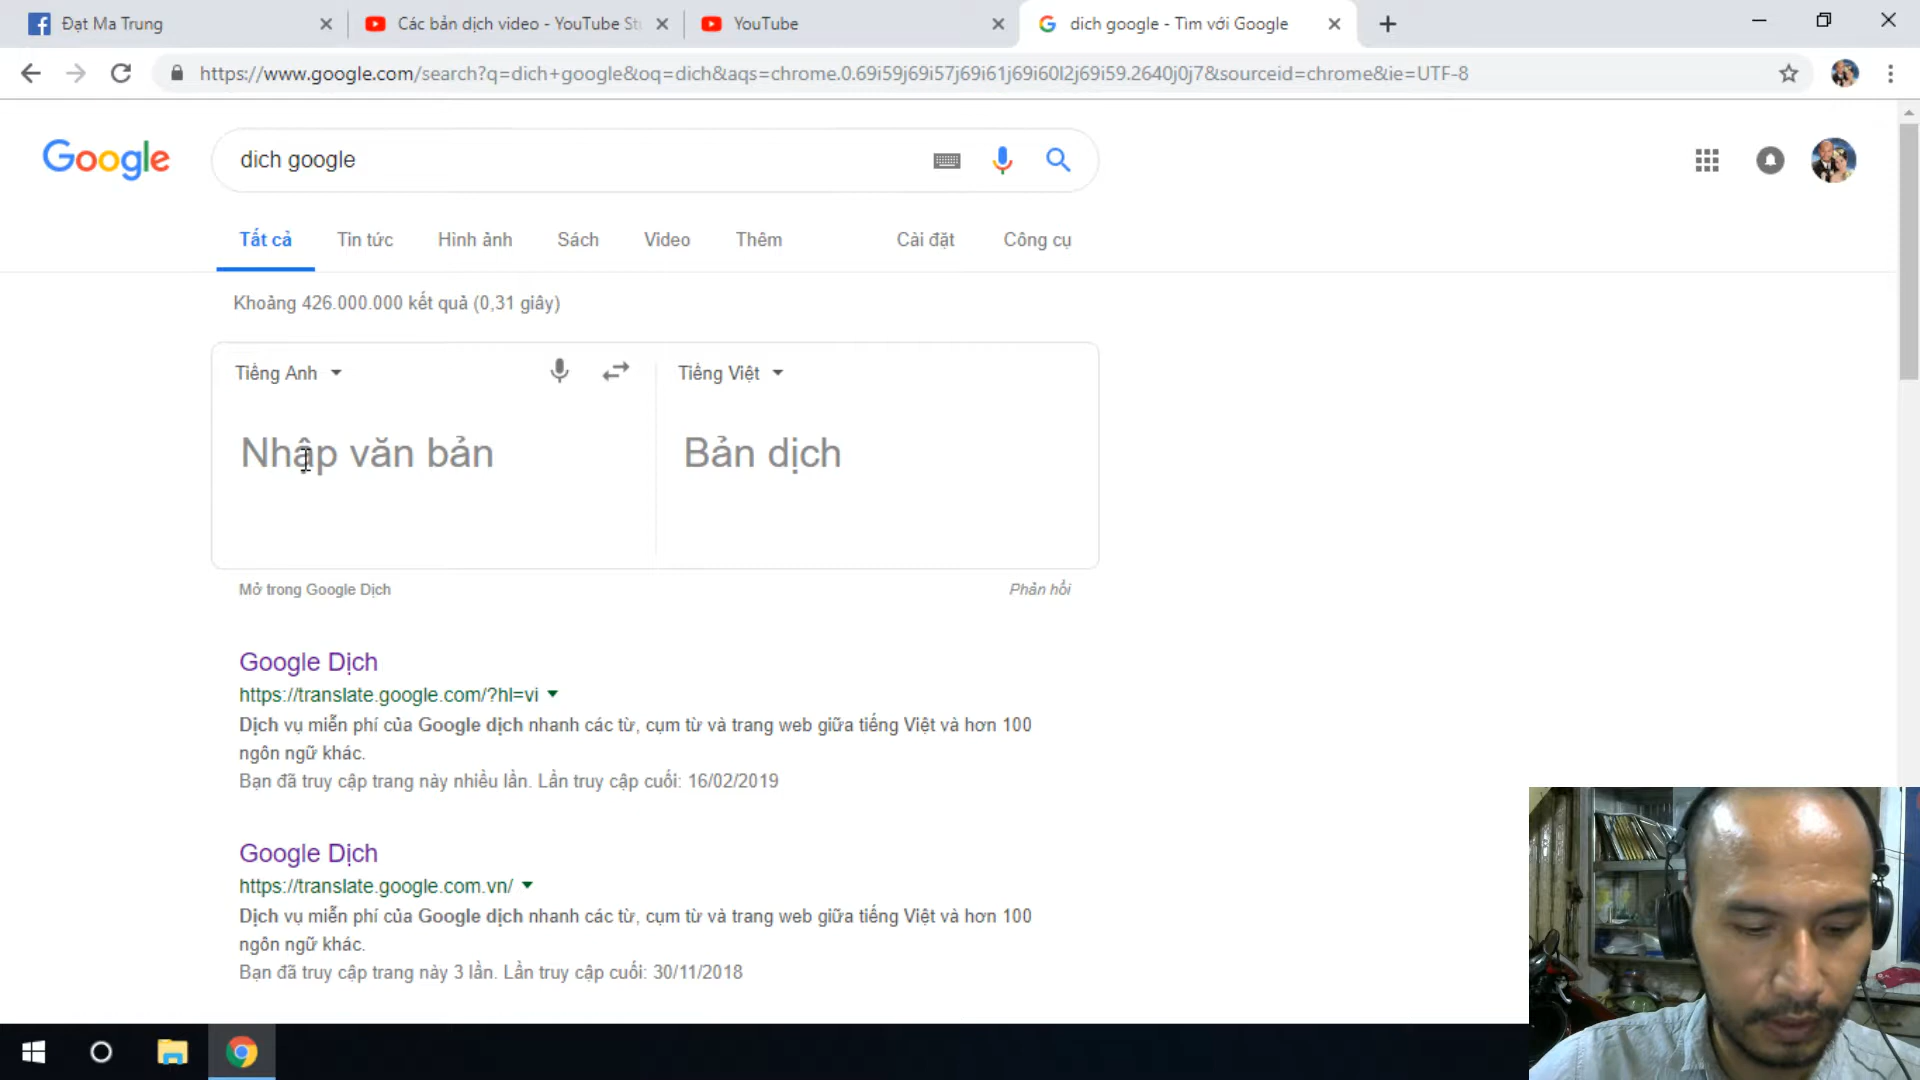 Đạt Ma Trung
Các bản dịch video - YouTube St
YouTube
dich google - Tìm với Google
https://www.google.com/search?q=dich+google&oq=dich&aqs=chrome.0.69i59j69i57j69i61j69i60l2j69i59.2640j0j7&sourceid=chrome&ie=UTF-8
Google
dich google
Tất cả
Tin tức
Hình ảnh
Sách
Video
Thêm
Cài đặt
Công cụ
Khoảng 426.000.000 kết quả (0,31 giây)
Tiếng Anh
Tiếng Việt
Nhập văn bản
Bản dịch
Mở trong Google Dịch
Phản hồi
Google Dịch
https://translate.google.com/?hl=vi
Dịch vụ miễn phí của Google dịch nhanh các từ, cụm từ và trang web giữa tiếng Việt và hơn 100
ngôn ngữ khác.
Bạn đã truy cập trang này nhiều lần. Lần truy cập cuối: 16/02/2019
Google Dịch
https://translate.google.com.vn/
Dịch vụ miễn phí của Google dịch nhanh các từ, cụm từ và trang web giữa tiếng Việt và hơn 100
ngôn ngữ khác.
Bạn đã truy cập trang này 3 lần. Lần truy cập cuối: 30/11/2018